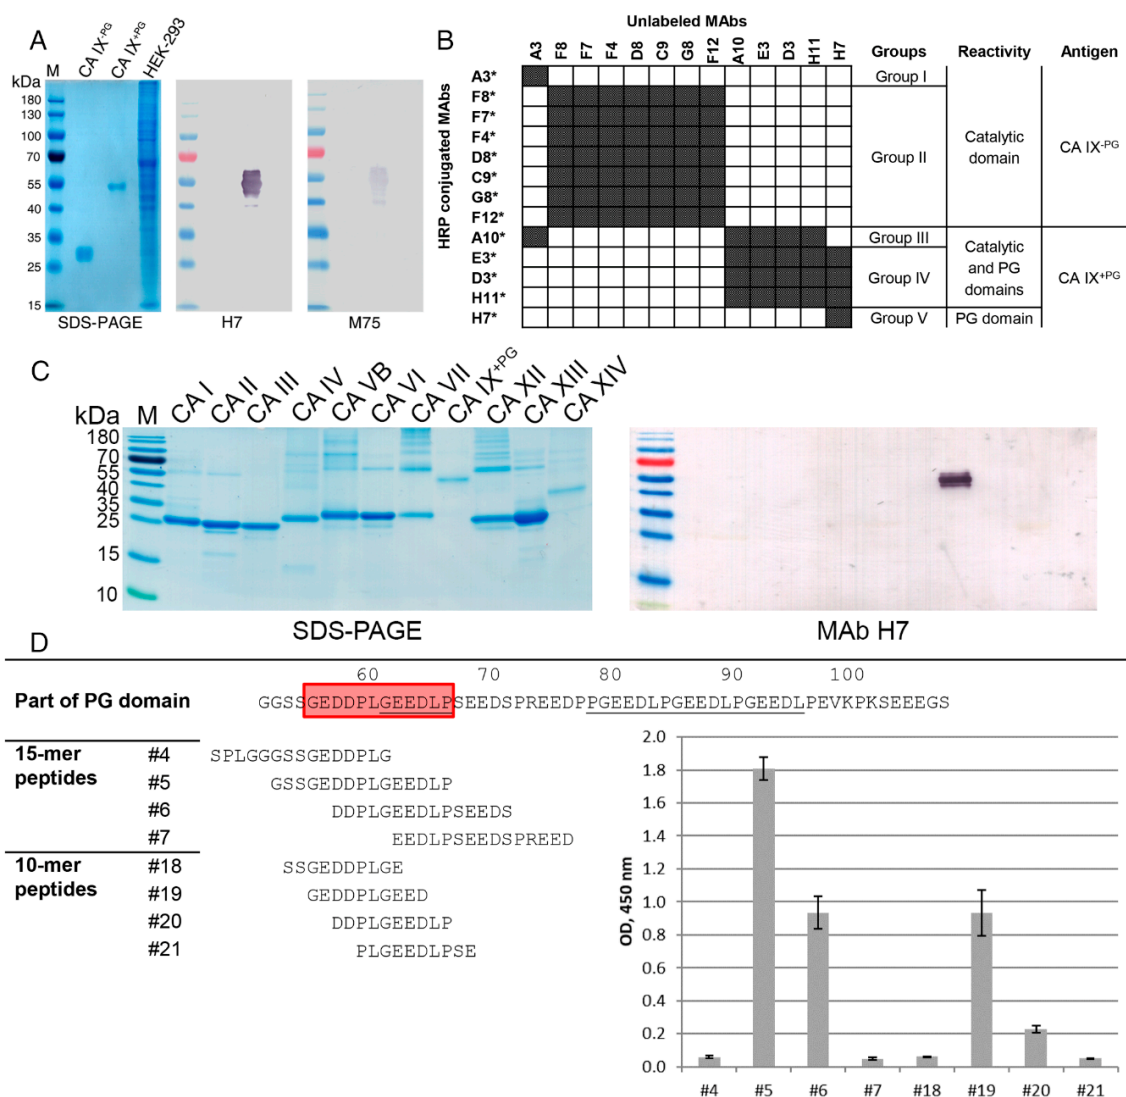 A
kDa
M
CA IX-PG
CA IX+PG
HEK-293
180
130
100
70
55
40
35
25
15
SDS-PAGE
H7
M75
B
Unlabeled MAbs
HRP conjugated MAbs
A3 F8 F7 F4 D8 C9 G8 F12 A10 E3 D3 H11 H7 Groups Reactivity Antigen
A3* Group I
F8*
F7*
F4*
D8* Group II Catalytic domain CA IX-PG
C9*
G8*
F12*
A10* Group III
E3*
D3* Group IV Catalytic and PG domains CA IX+PG
H11*
H7* Group V PG domain
C
kDa M CA I CA II CA III CA IV CA VB CA VI CA VII CA IX+PG CA XII CA XIII CA XIV
180
70
55
40
35
25
15
10
SDS-PAGE MAb H7
D
60 70 80 90 100
Part of PG domain GGSSGEDDPLGEEDLPSEEDSPREEDPPGEEDLPGEEDLPGEEDLPEVKPKSEEEGS
15-mer peptides
#4 SPLGGGSSGEDDPLG
#5 GSSGEDDPLGEEDLP
#6 DDPLGEEDLPSEEDS
#7 EEDLPSEEDSPREED
10-mer peptides
#18 SSGEDDPLGE
#19 GEDDPLGEED
#20 DDPLGEEDLP
#21 PLGEEDLPSE
OD, 450 nm
2.0
1.8
1.6
1.4
1.2
1.0
0.8
0.6
0.4
0.2
0.0
#4 #5 #6 #7 #18 #19 #20 #21